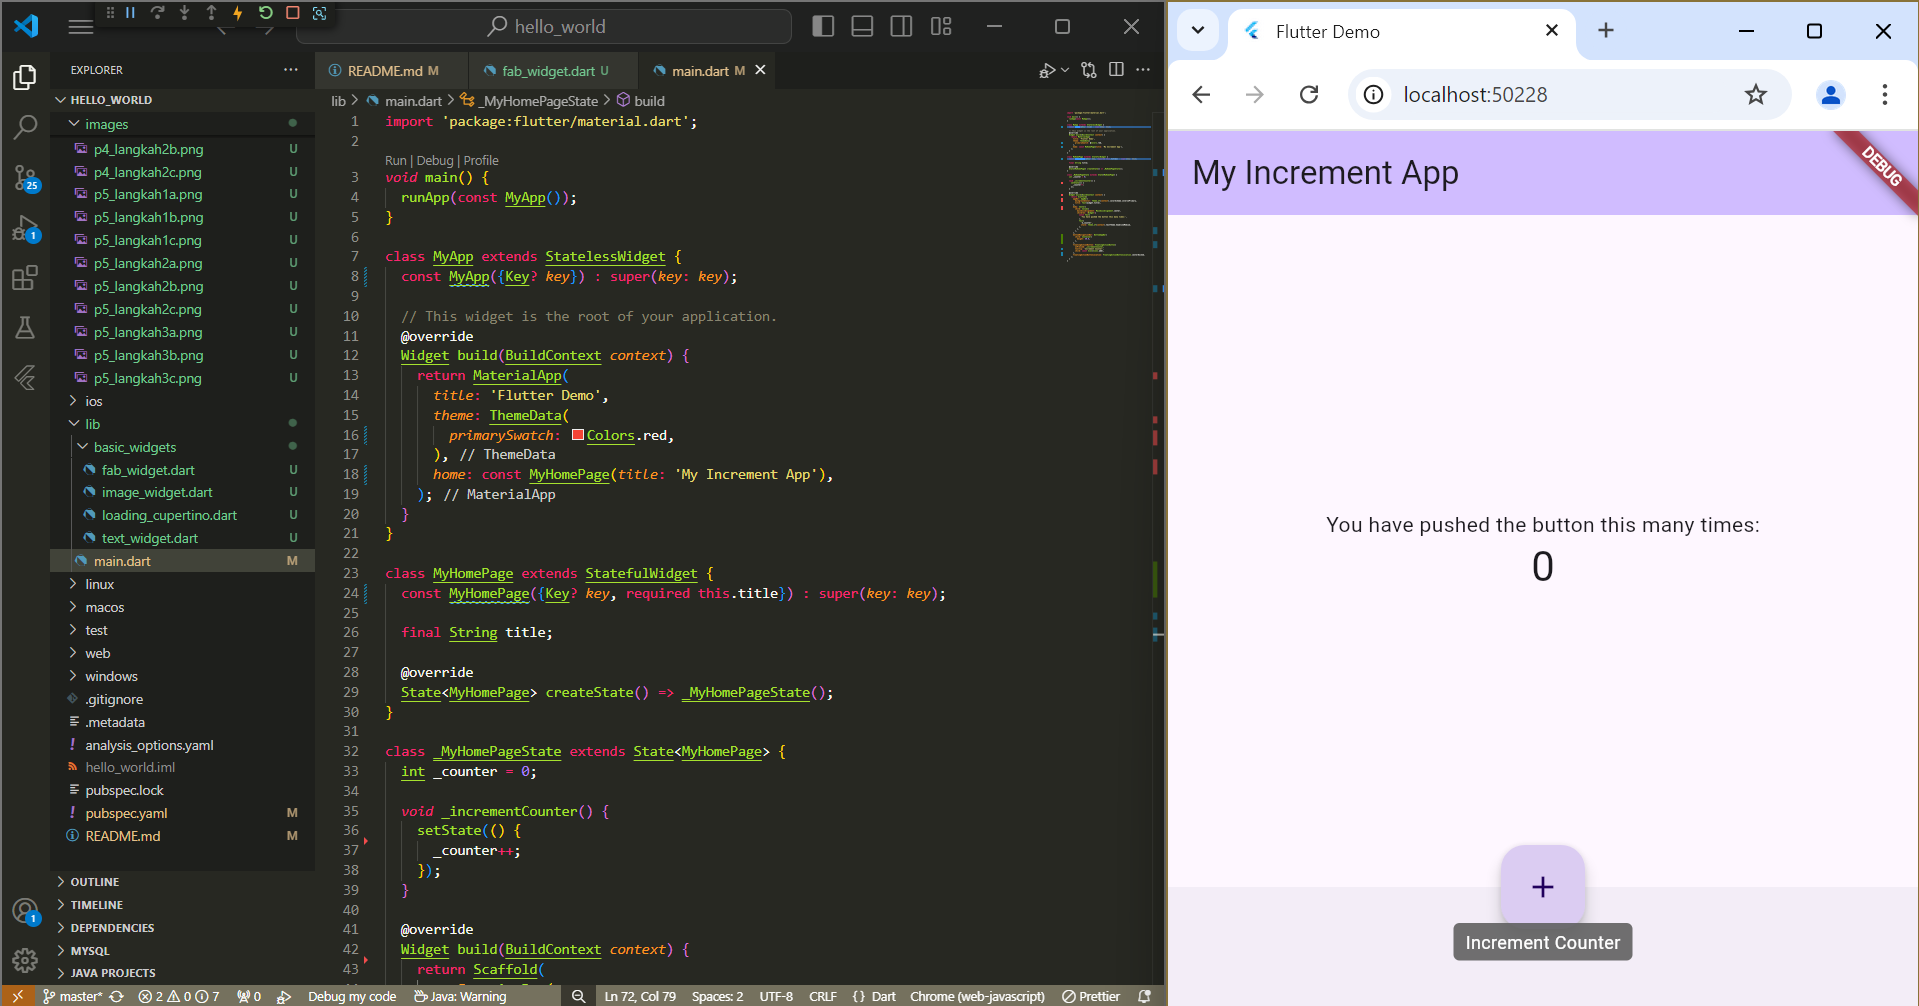 hello_world
EXPLORER
HELLO_WORLD
images
p4_langkah2b.png U
p4_langkah2c.png U
p5_langkah1a.png U
p5_langkah1b.png U
p5_langkah1c.png U
p5_langkah2a.png U
p5_langkah2b.png U
p5_langkah2c.png U
p5_langkah3a.png U
p5_langkah3b.png U
p5_langkah3c.png U
ios
lib
basic_widgets
fab_widget.dart U
image_widget.dart U
loading_cupertino.dart U
text_widget.dart U
main.dart M
linux
macos
test
web
windows
.gitignore
.metadata
analysis_options.yaml
hello_world.iml
pubspec.lock
pubspec.yaml M
README.md M
OUTLINE
TIMELINE
DEPENDENCIES
MYSQL
JAVA PROJECTS
25
1
1
README.md M
fab_widget.dart U
main.dart M
lib > main.dart > _MyHomePageState > build
1 import 'package:flutter/material.dart';
2
Run | Debug | Profile
3 void main() {
4 runApp(const MyApp());
5 }
6
7 class MyApp extends StatelessWidget {
8 const MyApp({Key? key}) : super(key: key);
9
10 // This widget is the root of your application.
11 @override
12 Widget build(BuildContext context) {
13 return MaterialApp(
14 title: 'Flutter Demo',
15 theme: ThemeData(
16 primarySwatch: Colors.red,
17 ), // ThemeData
18 home: const MyHomePage(title: 'My Increment App'),
19 ); // MaterialApp
20 }
21 }
22
23 class MyHomePage extends StatefulWidget {
24 const MyHomePage({Key? key, required this.title}) : super(key: key);
25
26 final String title;
27
28 @override
29 State<MyHomePage> createState() => _MyHomePageState();
30 }
31
32 class _MyHomePageState extends State<MyHomePage> {
33 int _counter = 0;
34
35 void _incrementCounter() {
36 setState(() {
37 _counter++;
38 });
39 }
40
41 @override
42 Widget build(BuildContext context) {
43 return Scaffold(
master* 2 0 7 0 Debug my code Java: Warning Ln 72, Col 79 Spaces: 2 UTF-8 CRLF {} Dart Chrome (web-javascript) Prettier
Flutter Demo
localhost:50228
My Increment App
DEBUG
You have pushed the button this many times:
0
+
Increment Counter